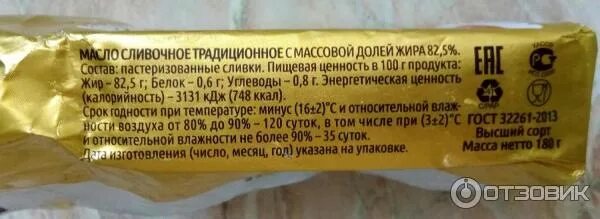 МАСЛО СЛИВОЧНОЕ ТРАДИЦИОННОЕ С МАССОВОЙ ДОЛЕЙ ЖИРА 82,5%.
Состав: пастеризованные сливки. Пищевая ценность в 100 г продукта:
Жир – 82,5 г; Белок – 0,6 г; Углеводы – 0,8 г. Энергетическая ценность
(калорийность) – 3131 кДж (748 ккал).
Срок годности при температуре: минус (16±2)°С и относительной влаж-
ности воздуха от 80% до 90% – 120 суток, в том числе при (3±2)°С
и относительной влажности не более 90% – 35 суток.
Дата изготовления (число, месяц, год) указана на упаковке.
ЕАС
С/РАР
ГОСТ 32261-2013
Высший сорт
Масса нетто 180 г
ОТЗОВИК